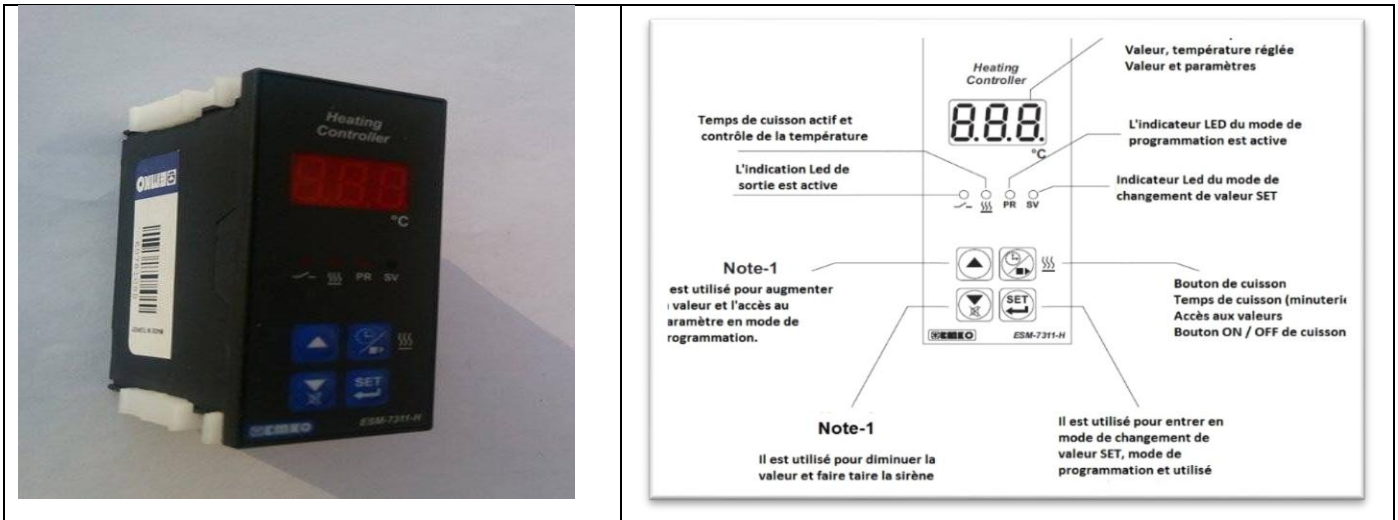 Heating
Controller
°C
PR SV
SET
EMKO
ESM-7311-H
EMKO
Valeur, température réglée
Valeur et paramètres
Heating
Controller
8.8.8.
°C
Temps de cuisson actif et
contrôle de la température
L'indicateur LED du mode de
programmation est active
L'indication Led de
sortie est active
Indicateur Led du mode de
changement de valeur SET
PR SV
Note-1
est utilisé pour augmenter
valeur et l'accès au
aramètre en mode de
rogrammation.
SET
Bouton de cuisson
Temps de cuisson (minuterie
Accès aux valeurs
Bouton ON / OFF de cuisson
EMKO ESM-7311-H
Note-1
Il est utilisé pour diminuer la
valeur et faire taire la sirène
Il est utilisé pour entrer en
mode de changement de
valeur SET, mode de
programmation et utilisé